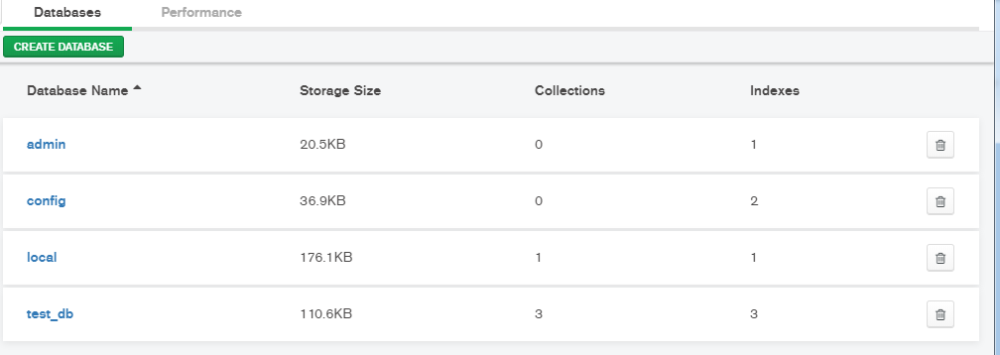 Databases Performance
CREATE DATABASE
Database Name Storage Size Collections Indexes
admin 20.5KB 0 1
config 36.9KB 0 2
local 176.1KB 1 1
test_db 110.6KB 3 3